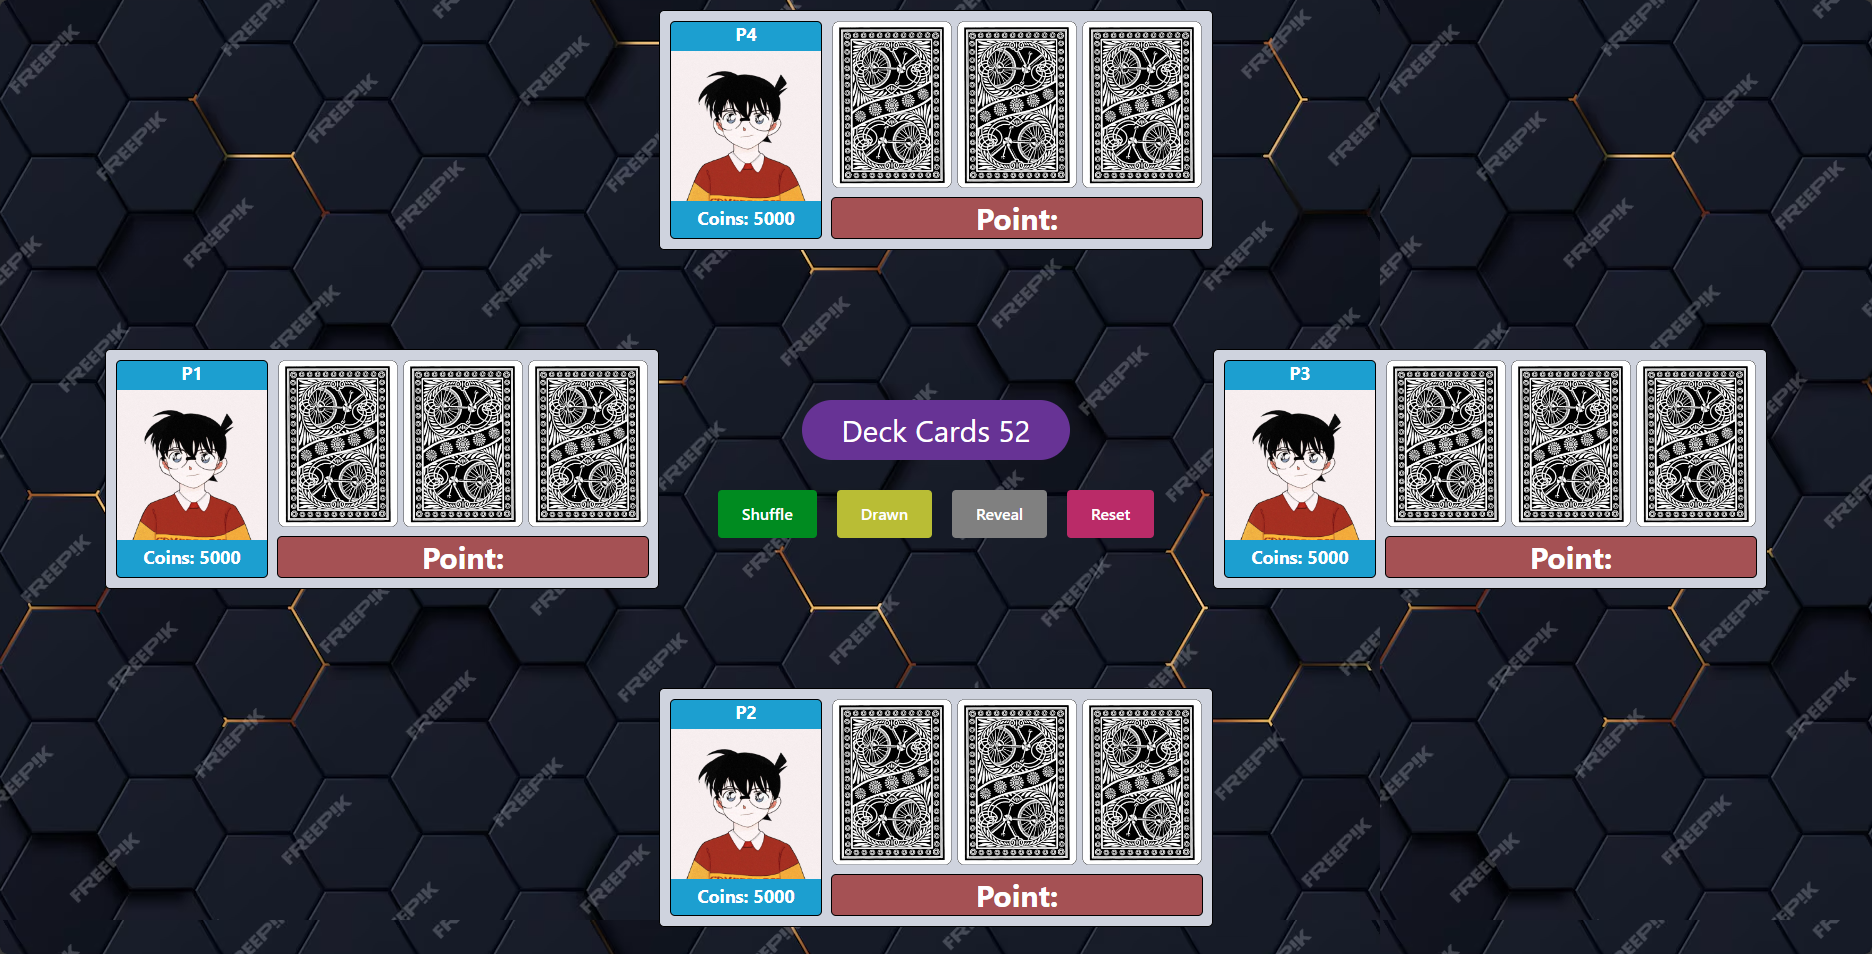 P4
Coins: 5000
Point:
P1
Coins: 5000
Point:
Deck Cards 52
Shuffle
Drawn
Reveal
Reset
P3
Coins: 5000
Point:
P2
Coins: 5000
Point:
FREEPIK